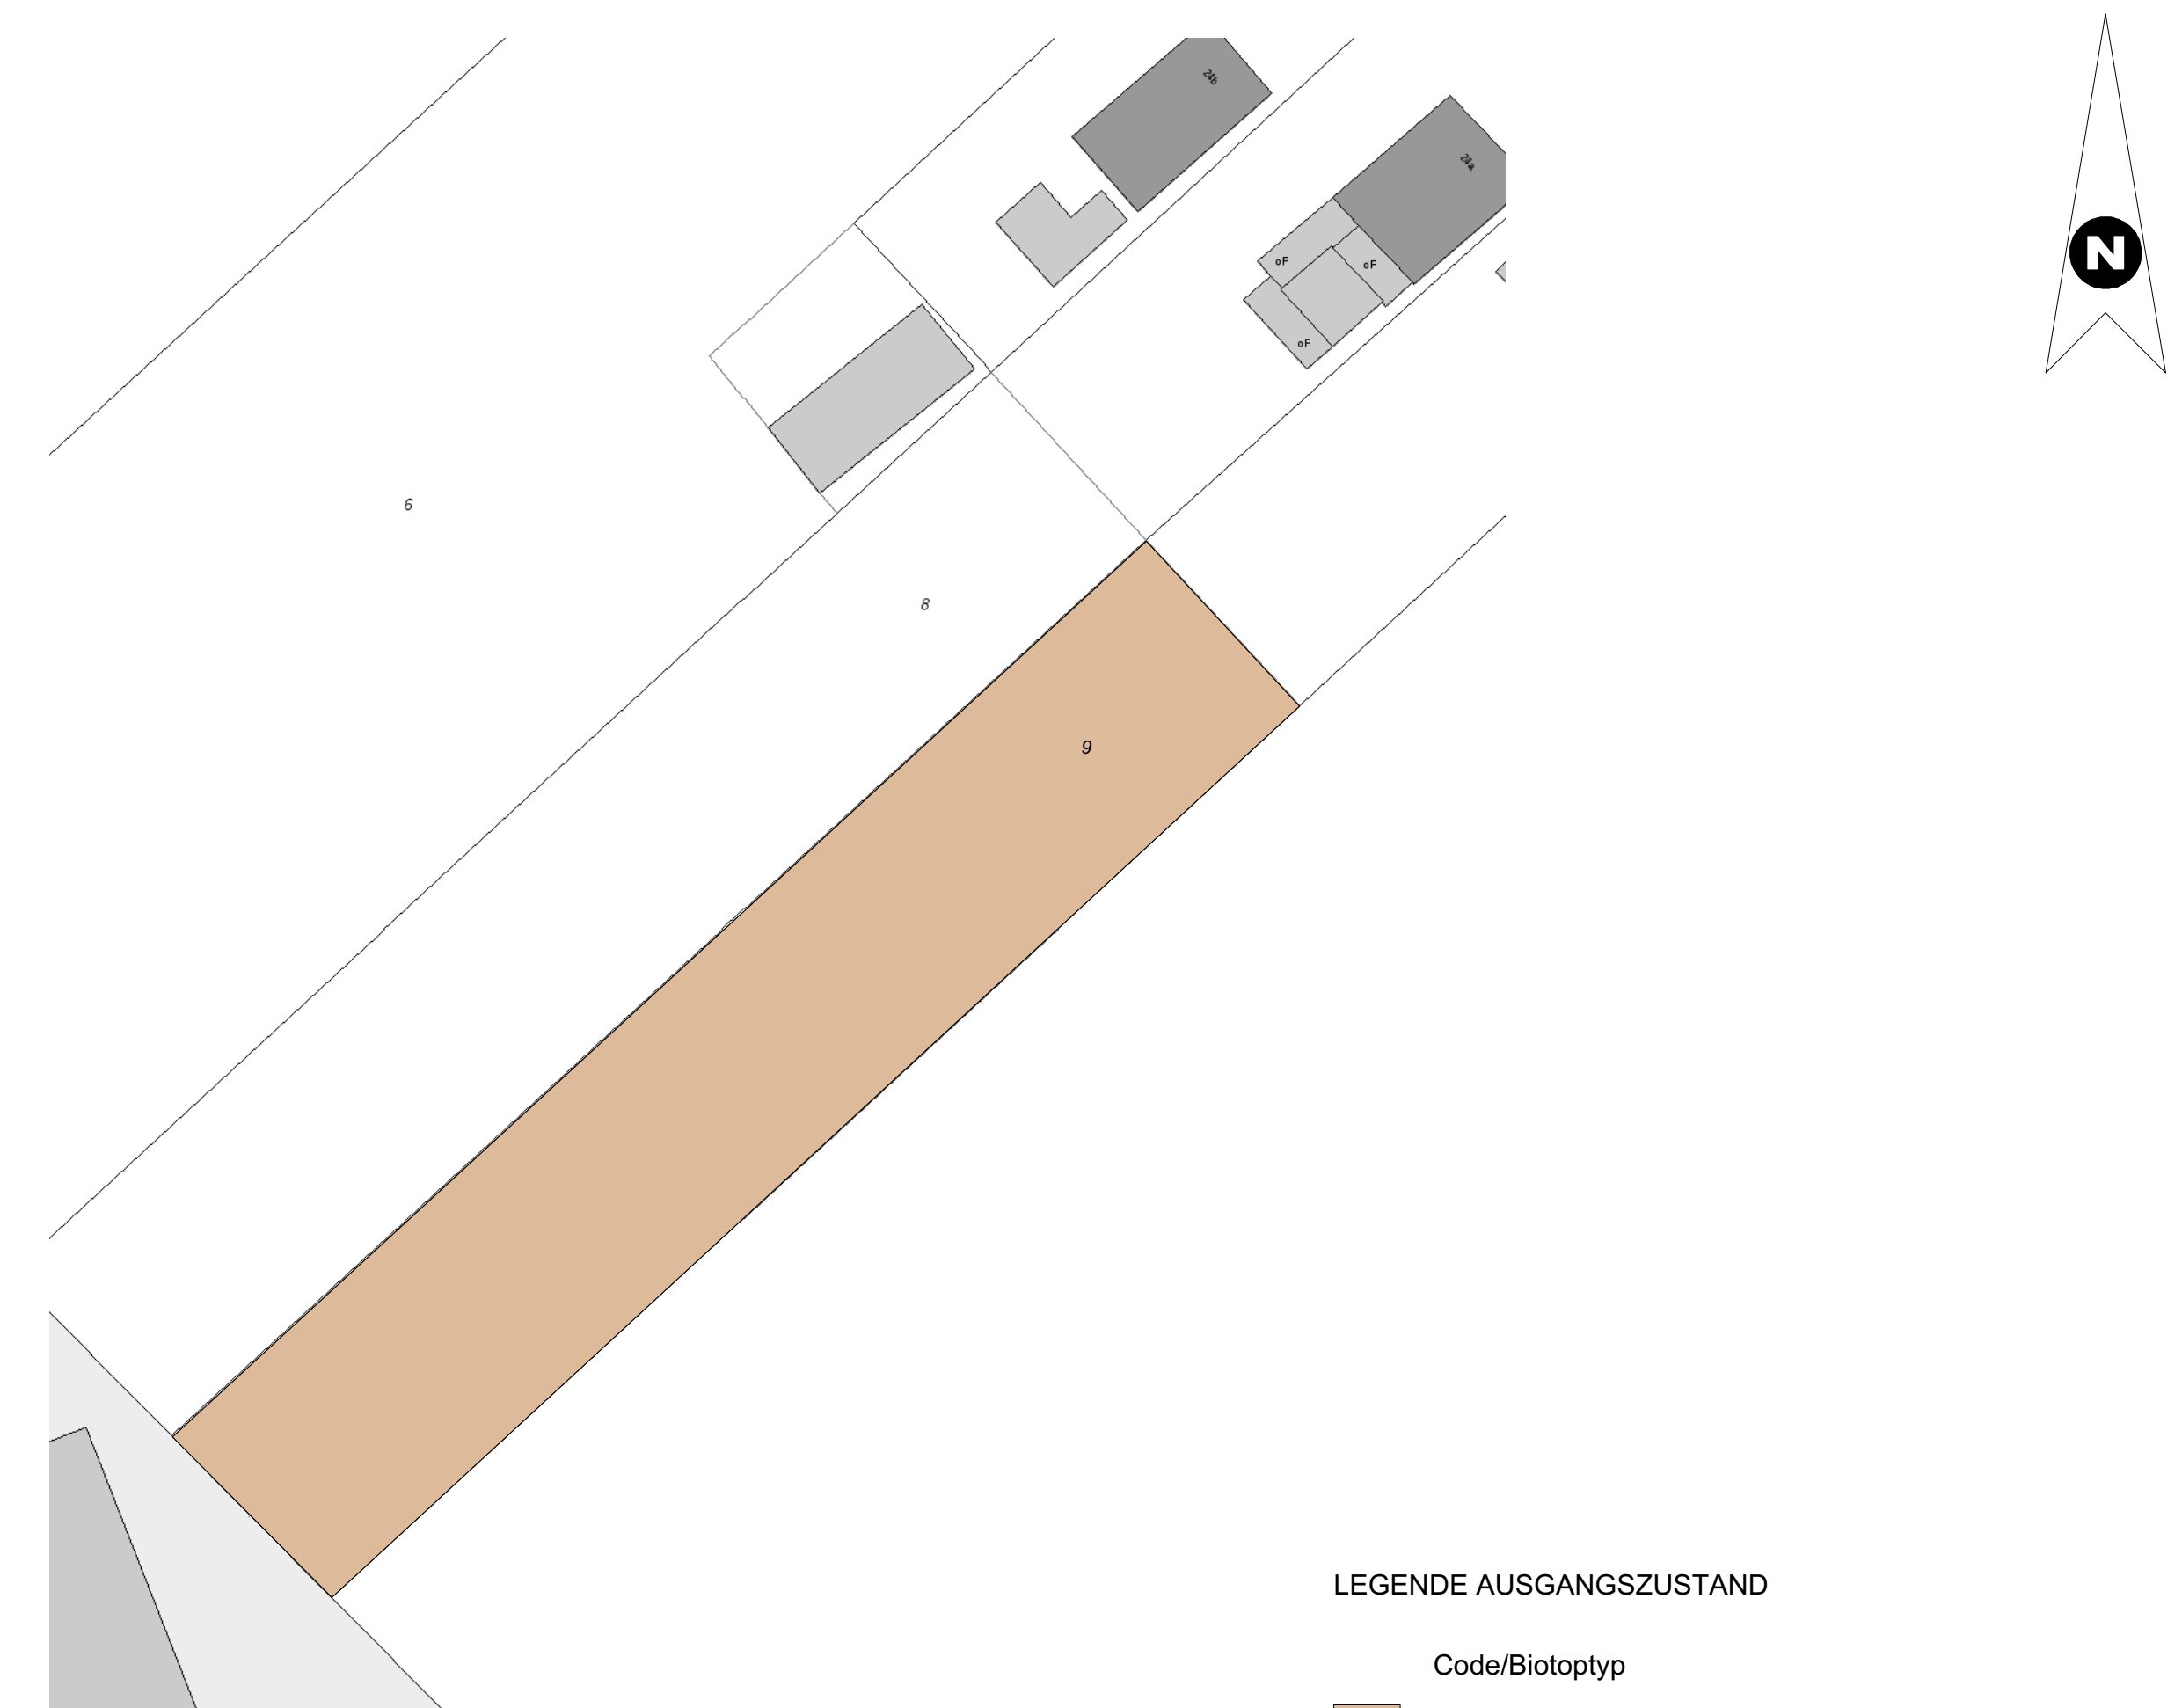 24b
24a
N
oF
oF
oF
6
8
9
LEGENDE AUSGANGSZUSTAND
Code/Biotoptyp